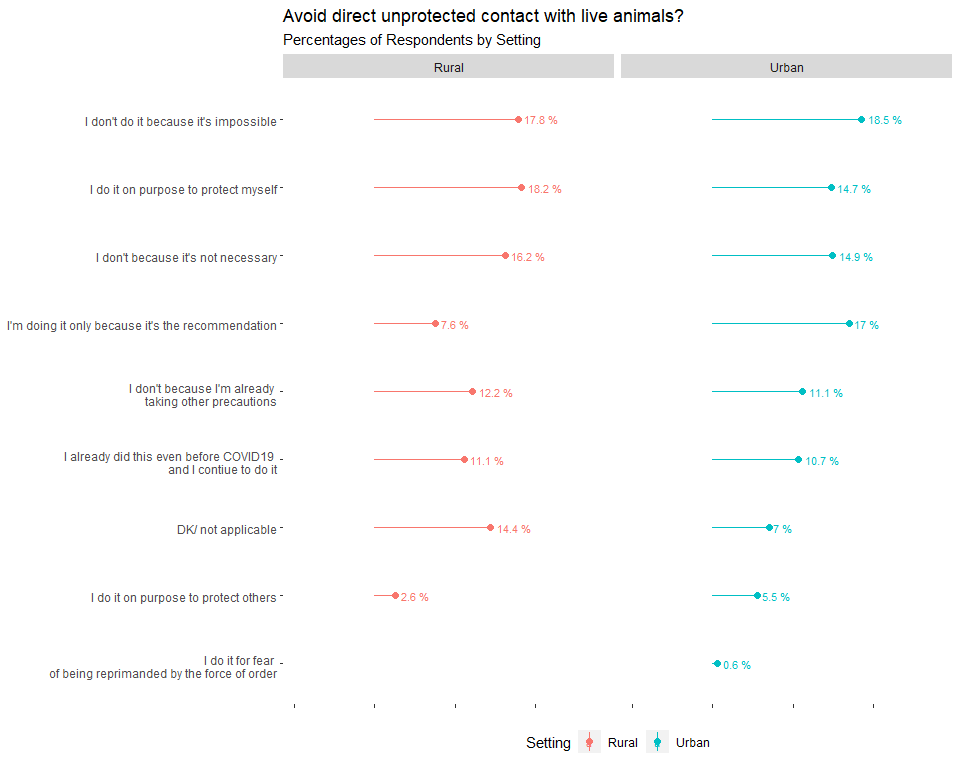 Avoid direct unprotected contact with live animals?
Percentages of Respondents by Setting
Rural
Urban
I don't do it because it's impossible
17.8 %
18.5 %
I do it on purpose to protect myself
18.2 %
14.7 %
I don't because it's not necessary
16.2 %
14.9 %
I'm doing it only because it's the recommendation
7.6 %
17 %
I don't because I'm already
taking other precautions
12.2 %
11.1 %
I already did this even before COVID19
and I contiue to do it
11.1 %
10.7 %
DK/ not applicable
14.4 %
7 %
I do it on purpose to protect others
2.6 %
5.5 %
I do it for fear
of being reprimanded by the force of order
0.6 %
Setting
Rural
Urban